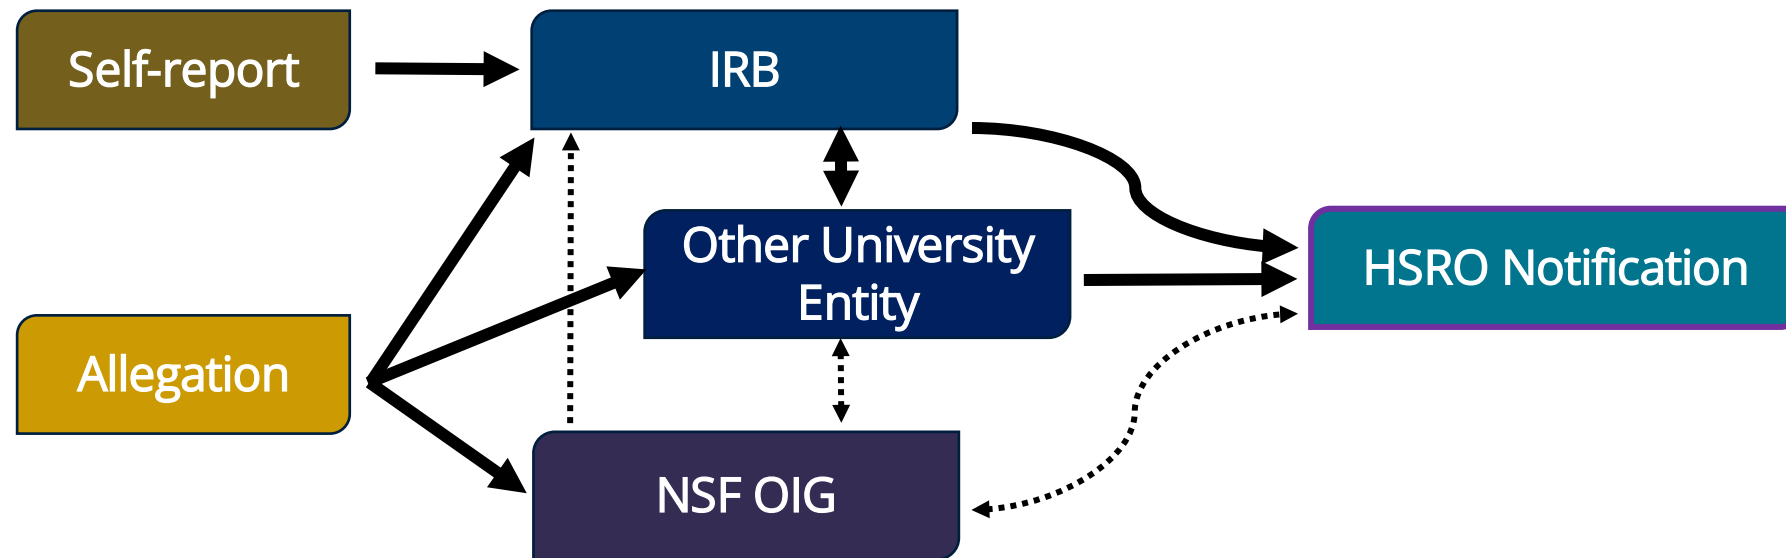 Self-report
IRB
Other University
Entity
HSRO Notification
Allegation
NSF OIG